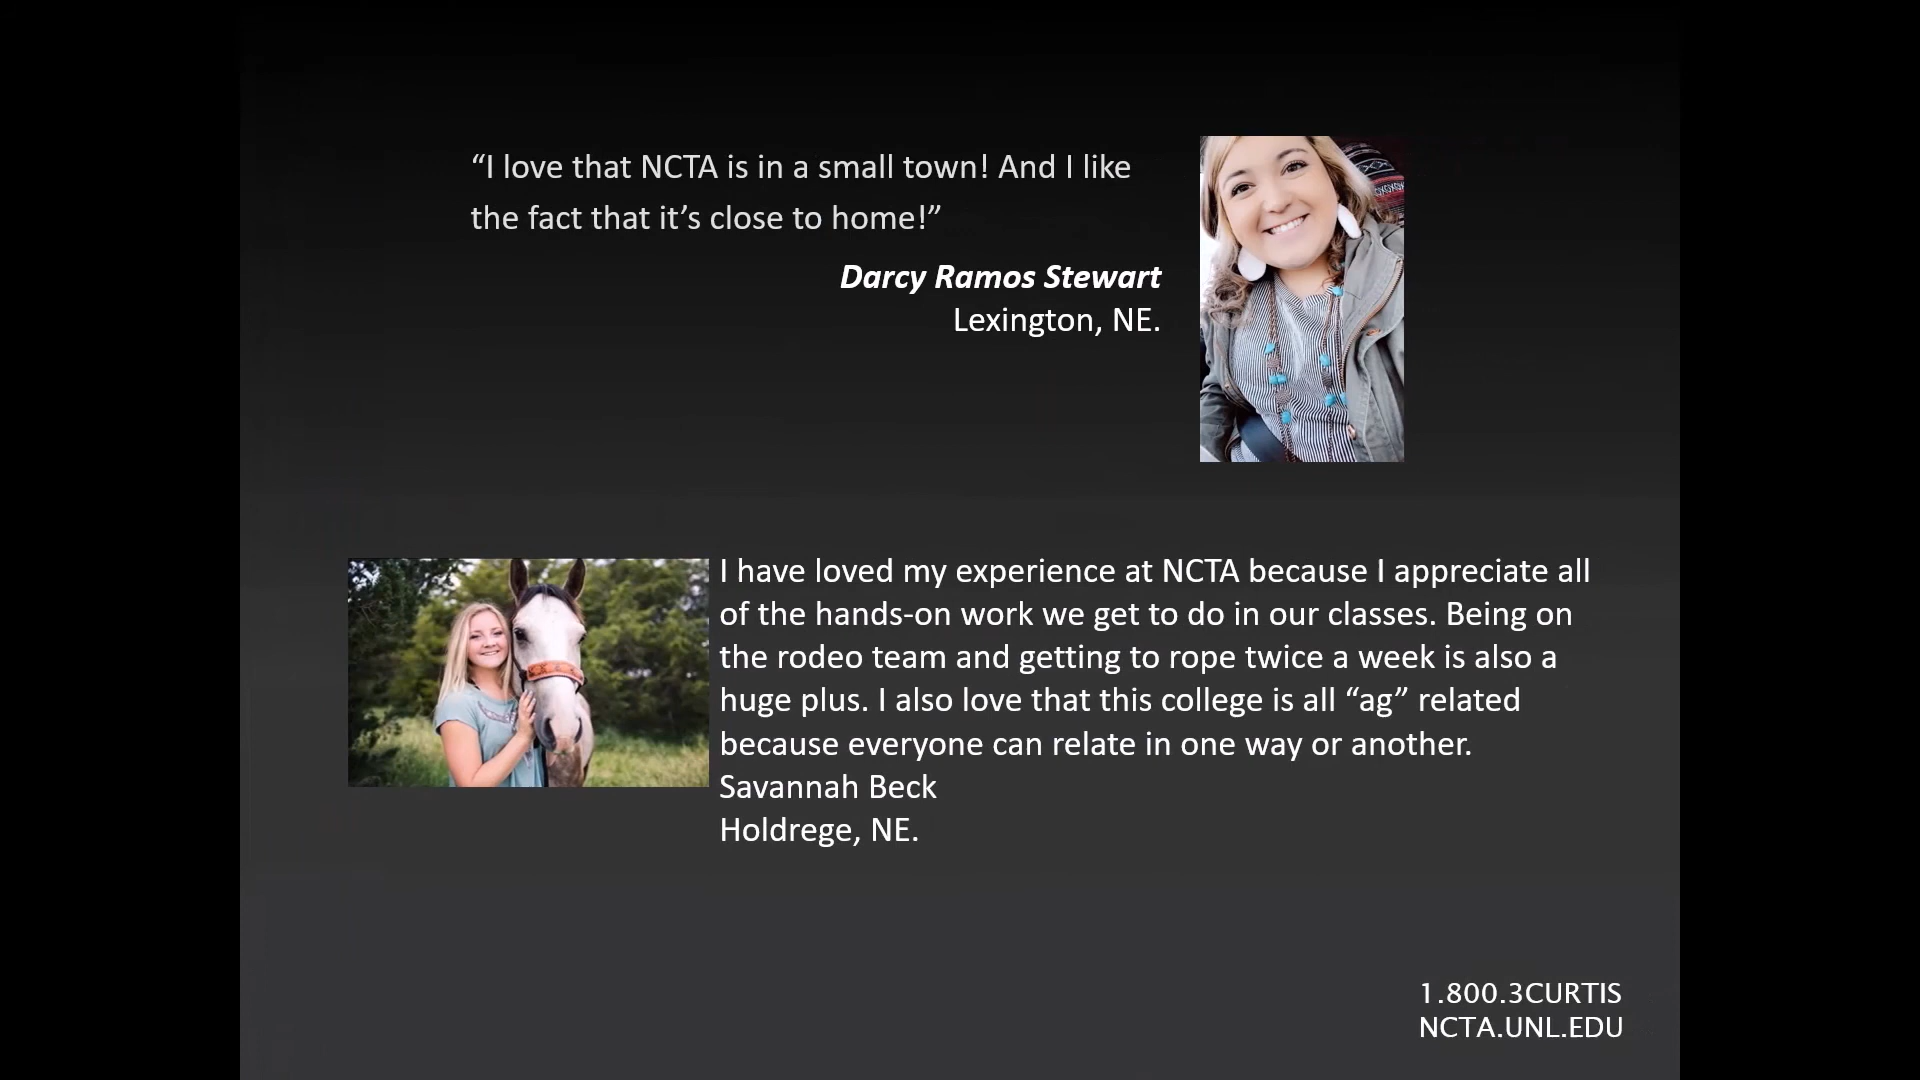 “I love that NCTA is in a small town! And I like
the fact that it’s close to home!”
Darcy Ramos Stewart
Lexington, NE.
I have loved my experience at NCTA because I appreciate all
of the hands-on work we get to do in our classes. Being on
the rodeo team and getting to rope twice a week is also a
huge plus. I also love that this college is all “ag” related
because everyone can relate in one way or another.
Savannah Beck
Holdrege, NE.
1.800.3CURTIS
NCTA.UNL.EDU